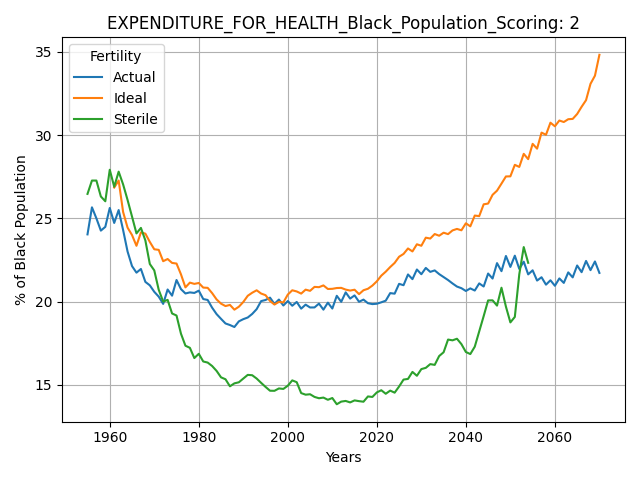 EXPENDITURE_FOR_HEALTH_Black_Population_Scoring: 2
Fertility
Actual
Ideal
Sterile
% of Black Population
35
30
25
20
15
1960 1980 2000 2020 2040 2060
Years